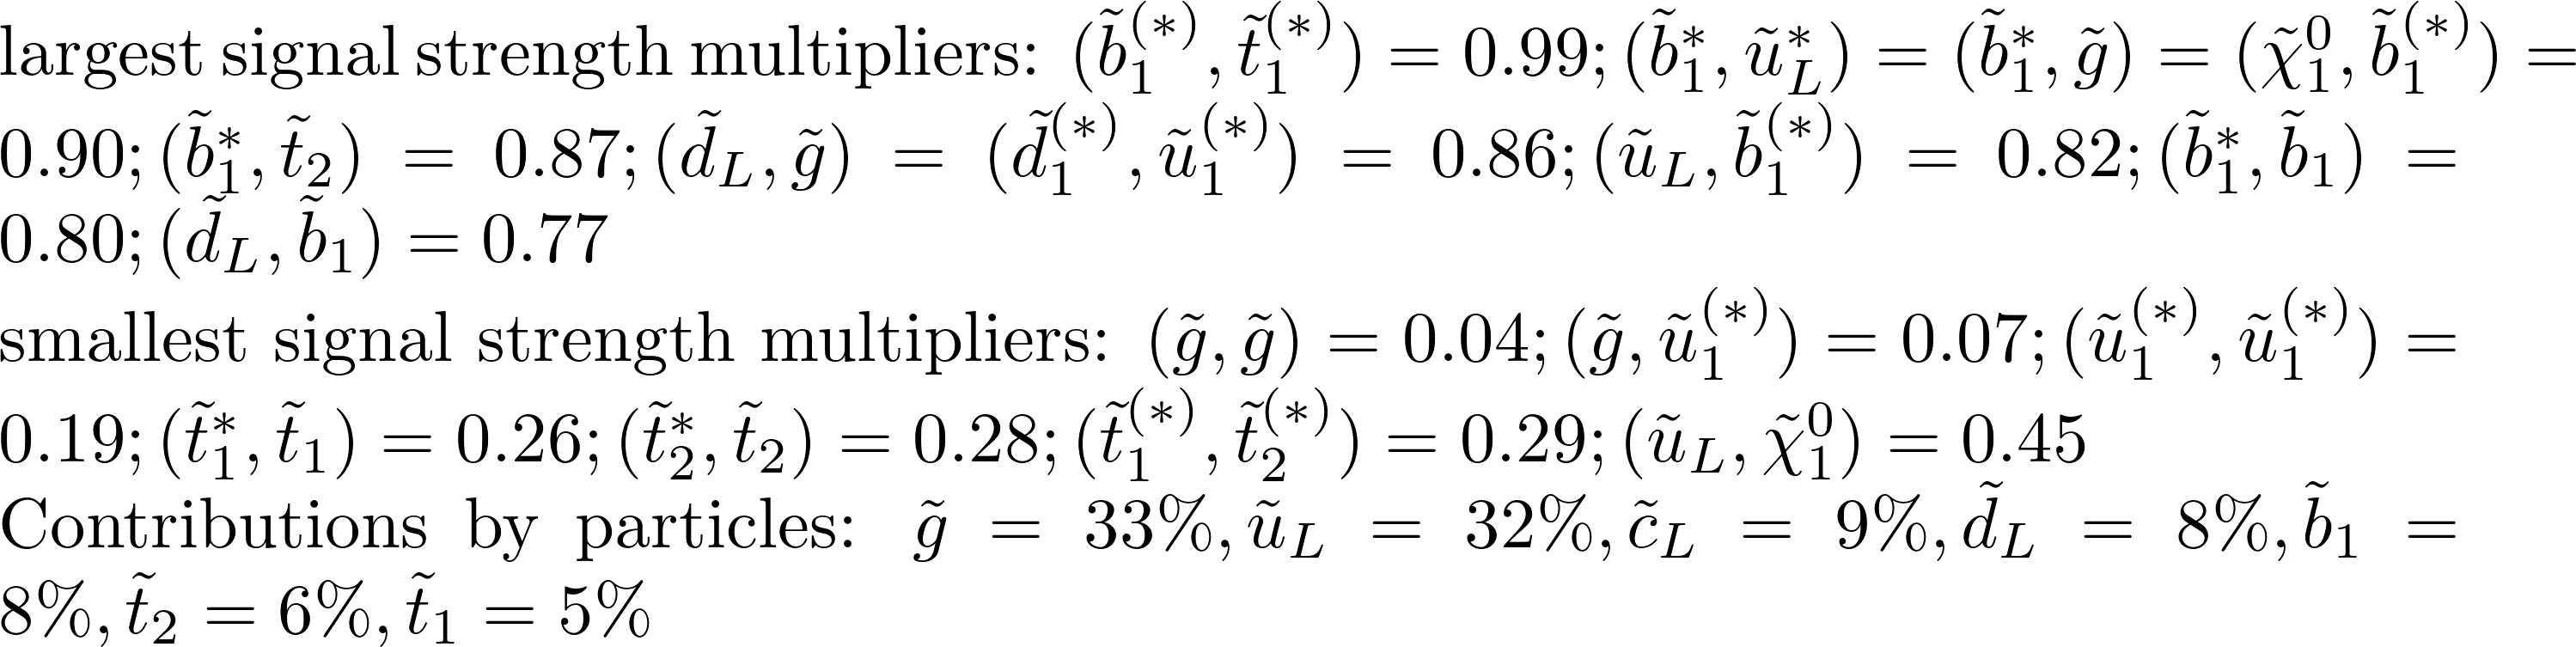 largest signal strength multipliers: $(\tilde{b}_1^{(*)}, \tilde{t}_1^{(*)}) = 0.99; (\tilde{b}_1^*, \tilde{u}_L^*) = (\tilde{b}_1^*, \tilde{g}) = (\tilde{\chi}_1^0, \tilde{b}_1^{(*)}) =$
$0.90; (\tilde{b}_1^*, \tilde{t}_2) = 0.87; (\tilde{d}_L, \tilde{g}) = (\tilde{d}_1^{(*)}, \tilde{u}_1^{(*)}) = 0.86; (\tilde{u}_L, \tilde{b}_1^{(*)}) = 0.82; (\tilde{b}_1^*, \tilde{b}_1) =$
$0.80; (\tilde{d}_L, \tilde{b}_1) = 0.77$
smallest signal strength multipliers: $(\tilde{g}, \tilde{g}) = 0.04; (\tilde{g}, \tilde{u}_1^{(*)}) = 0.07; (\tilde{u}_1^{(*)}, \tilde{u}_1^{(*)}) =$
$0.19; (\tilde{t}_1^*, \tilde{t}_1) = 0.26; (\tilde{t}_2^*, \tilde{t}_2) = 0.28; (\tilde{t}_1^{(*)}, \tilde{t}_2^{(*)}) = 0.29; (\tilde{u}_L, \tilde{\chi}_1^0) = 0.45$
Contributions by particles: $\tilde{g} = 33\%, \tilde{u}_L = 32\%, \tilde{c}_L = 9\%, \tilde{d}_L = 8\%, \tilde{b}_1 =$
$8\%, \tilde{t}_2 = 6\%, \tilde{t}_1 = 5\%$